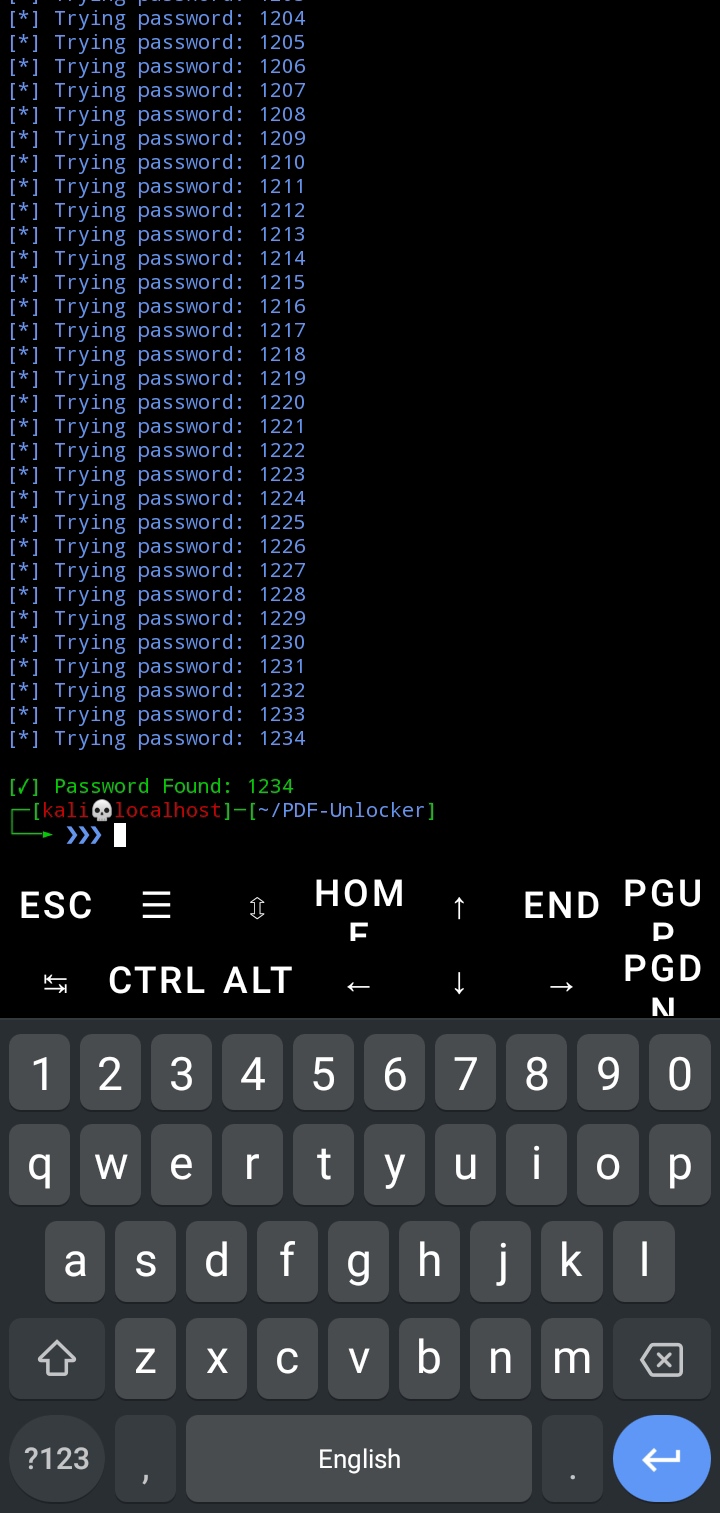 [*] Trying password: 1204
[*] Trying password: 1205
[*] Trying password: 1206
[*] Trying password: 1207
[*] Trying password: 1208
[*] Trying password: 1209
[*] Trying password: 1210
[*] Trying password: 1211
[*] Trying password: 1212
[*] Trying password: 1213
[*] Trying password: 1214
[*] Trying password: 1215
[*] Trying password: 1216
[*] Trying password: 1217
[*] Trying password: 1218
[*] Trying password: 1219
[*] Trying password: 1220
[*] Trying password: 1221
[*] Trying password: 1222
[*] Trying password: 1223
[*] Trying password: 1224
[*] Trying password: 1225
[*] Trying password: 1226
[*] Trying password: 1227
[*] Trying password: 1228
[*] Trying password: 1229
[*] Trying password: 1230
[*] Trying password: 1231
[*] Trying password: 1232
[*] Trying password: 1233
[*] Trying password: 1234
[✓] Password Found: 1234
┌─[kali💀localhost]─[~/PDF-Unlocker]
└──► ❯❯❯
ESC ☰ ⇳ HOME ↑ END PGUP
↹ CTRL ALT ← ↓ → PGDN
1 2 3 4 5 6 7 8 9 0
q w e r t y u i o p
a s d f g h j k l
z x c v b n m
?123 , English .